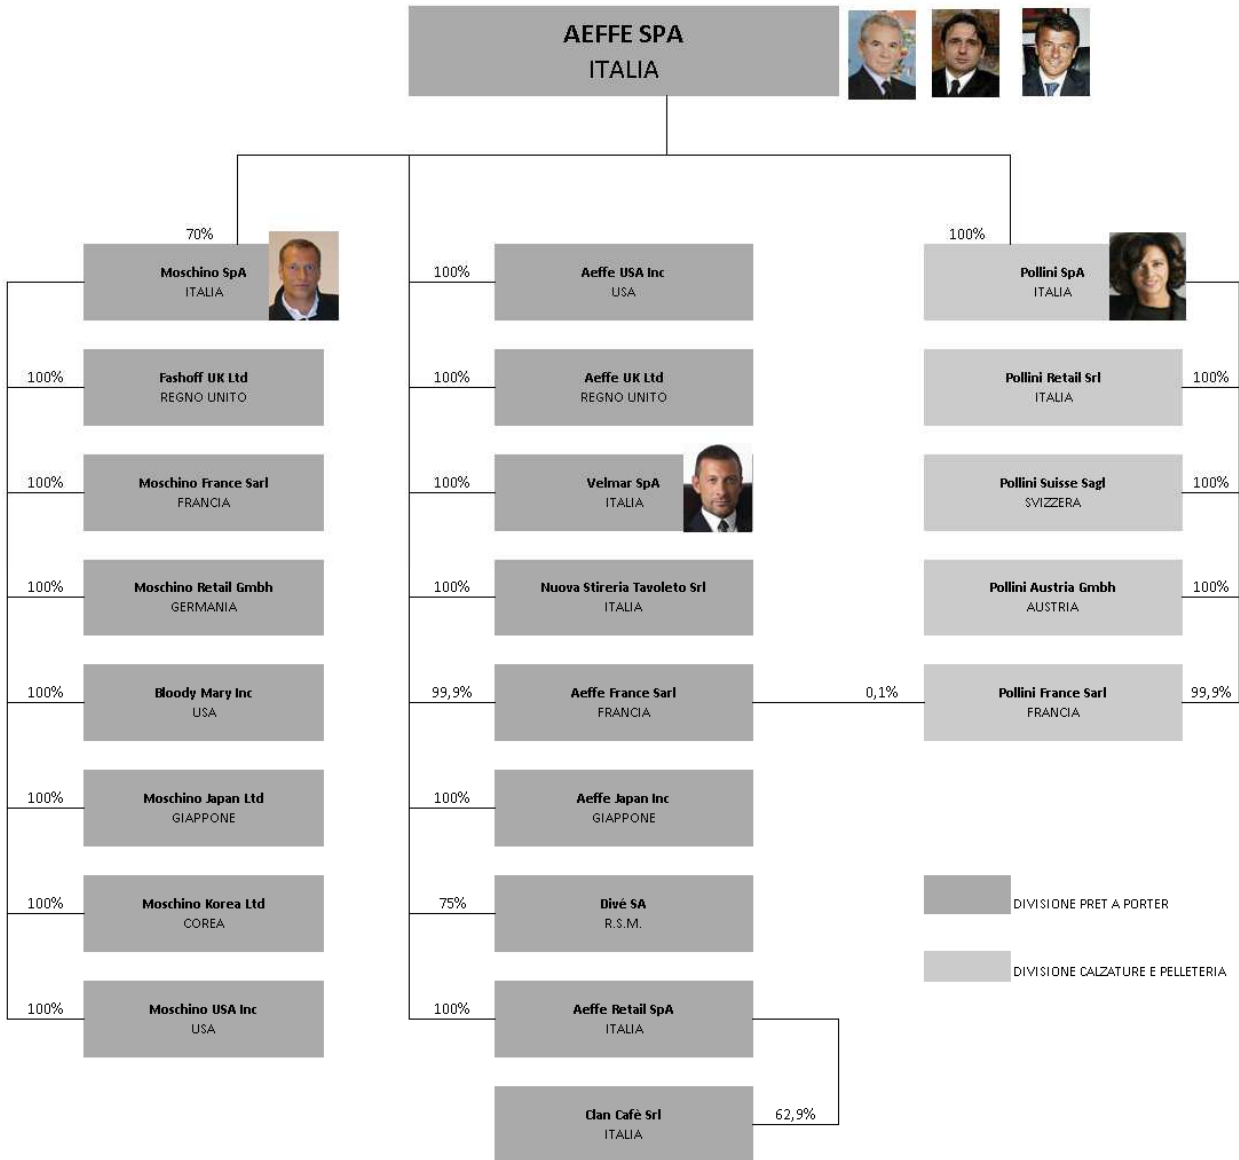 AEFFE SPA
ITALIA
70%
100%
Moschino SpA
ITALIA
100%
Aeffe USA Inc
USA
Pollini SpA
ITALIA
100%
Fashoff UK Ltd
REGNO UNITO
100%
Aeffe UK Ltd
REGNO UNITO
Pollini Retail Srl
ITALIA
100%
100%
Moschino France Sarl
FRANCIA
100%
Velmar SpA
ITALIA
Pollini Suisse Sagl
SVIZZERA
100%
100%
Moschino Retail Gmbh
GERMANIA
100%
Nuova Stireria Tavoleto Srl
ITALIA
Pollini Austria Gmbh
AUSTRIA
100%
100%
Bloody Mary Inc
USA
99,9%
Aeffe France Sarl
FRANCIA
0,1%
Pollini France Sarl
FRANCIA
99,9%
100%
Moschino Japan Ltd
GIAPPONE
100%
Aeffe Japan Inc
GIAPPONE
100%
Moschino Korea Ltd
COREA
75%
Divé SA
R.S.M.
DIVISIONE PRET A PORTER
DIVISIONE CALZATURE E PELLETERIA
100%
Moschino USA Inc
USA
100%
Aeffe Retail SpA
ITALIA
Clan Cafè Srl
ITALIA
62,9%